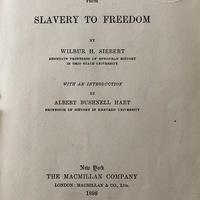 FROM
SLAVERY TO FREEDOM
BY
WILBUR H. SIEBERT
ASSOCIATE PROFESSOR OF EUROPEAN HISTORY
IN OHIO STATE UNIVERSITY
WITH AN INTRODUCTION
BY
ALBERT BUSHNELL HART
PROFESSOR OF HISTORY IN HARVARD UNIVERSITY
New York
THE MACMILLAN COMPANY
LONDON: MACMILLAN & CO., LTD.
1898